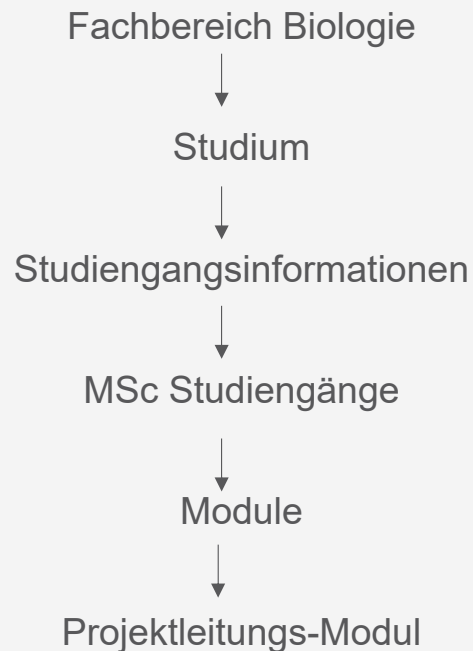 Fachbereich Biologie
Studium
Studiengangsinformationen
MSc Studiengänge
Module
Projektleitungs-Modul